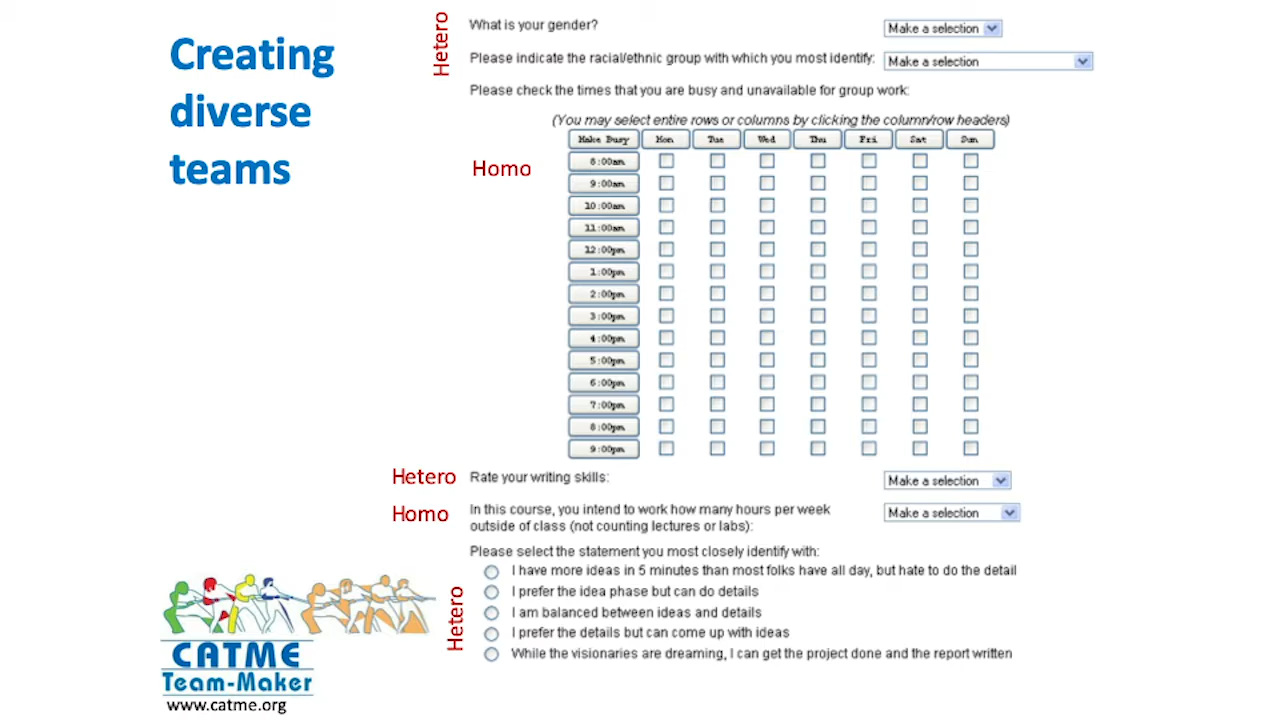 Creating
diverse
teams
Hetero
What is your gender?
Make a selection
Please indicate the racial/ethnic group with which you most identify:
Make a selection
Please check the times that you are busy and unavailable for group work:
(You may select entire rows or columns by clicking the column/row headers)
Make Busy Mon Tue Wed Thu Fri Sat Sun
Homo
8:00am
9:00am
10:00am
11:00am
12:00pm
1:00pm
2:00pm
3:00pm
4:00pm
5:00pm
6:00pm
7:00pm
8:00pm
9:00pm
Hetero
Rate your writing skills:
Make a selection
Homo
In this course, you intend to work how many hours per week
outside of class (not counting lectures or labs):
Make a selection
Please select the statement you most closely identify with:
Hetero
I have more ideas in 5 minutes than most folks have all day, but hate to do the detail
I prefer the idea phase but can do details
I am balanced between ideas and details
I prefer the details but can come up with ideas
While the visionaries are dreaming, I can get the project done and the report written
CATME
Team-Maker
www.catme.org